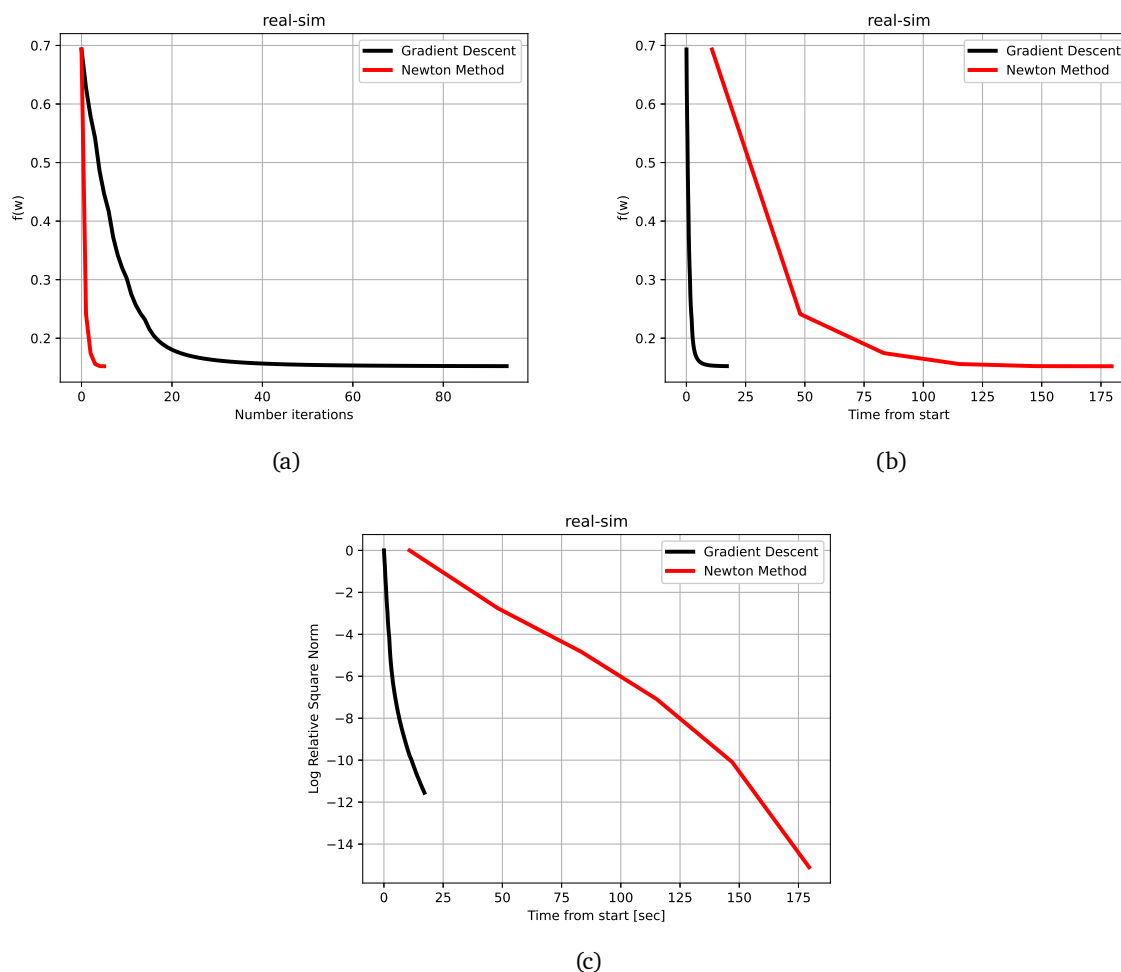 real-sim
0.7
0.6
0.5
0.4
0.3
0.2
f(w)
0 20 40 60 80
Number iterations
Gradient Descent
Newton Method
(a)
real-sim
0.7
0.6
0.5
0.4
0.3
0.2
f(w)
0 25 50 75 100 125 150 175
Time from start
Gradient Descent
Newton Method
(b)
real-sim
0
−2
−4
−6
−8
−10
−12
−14
Log Relative Square Norm
0 25 50 75 100 125 150 175
Time from start [sec]
Gradient Descent
Newton Method
(c)